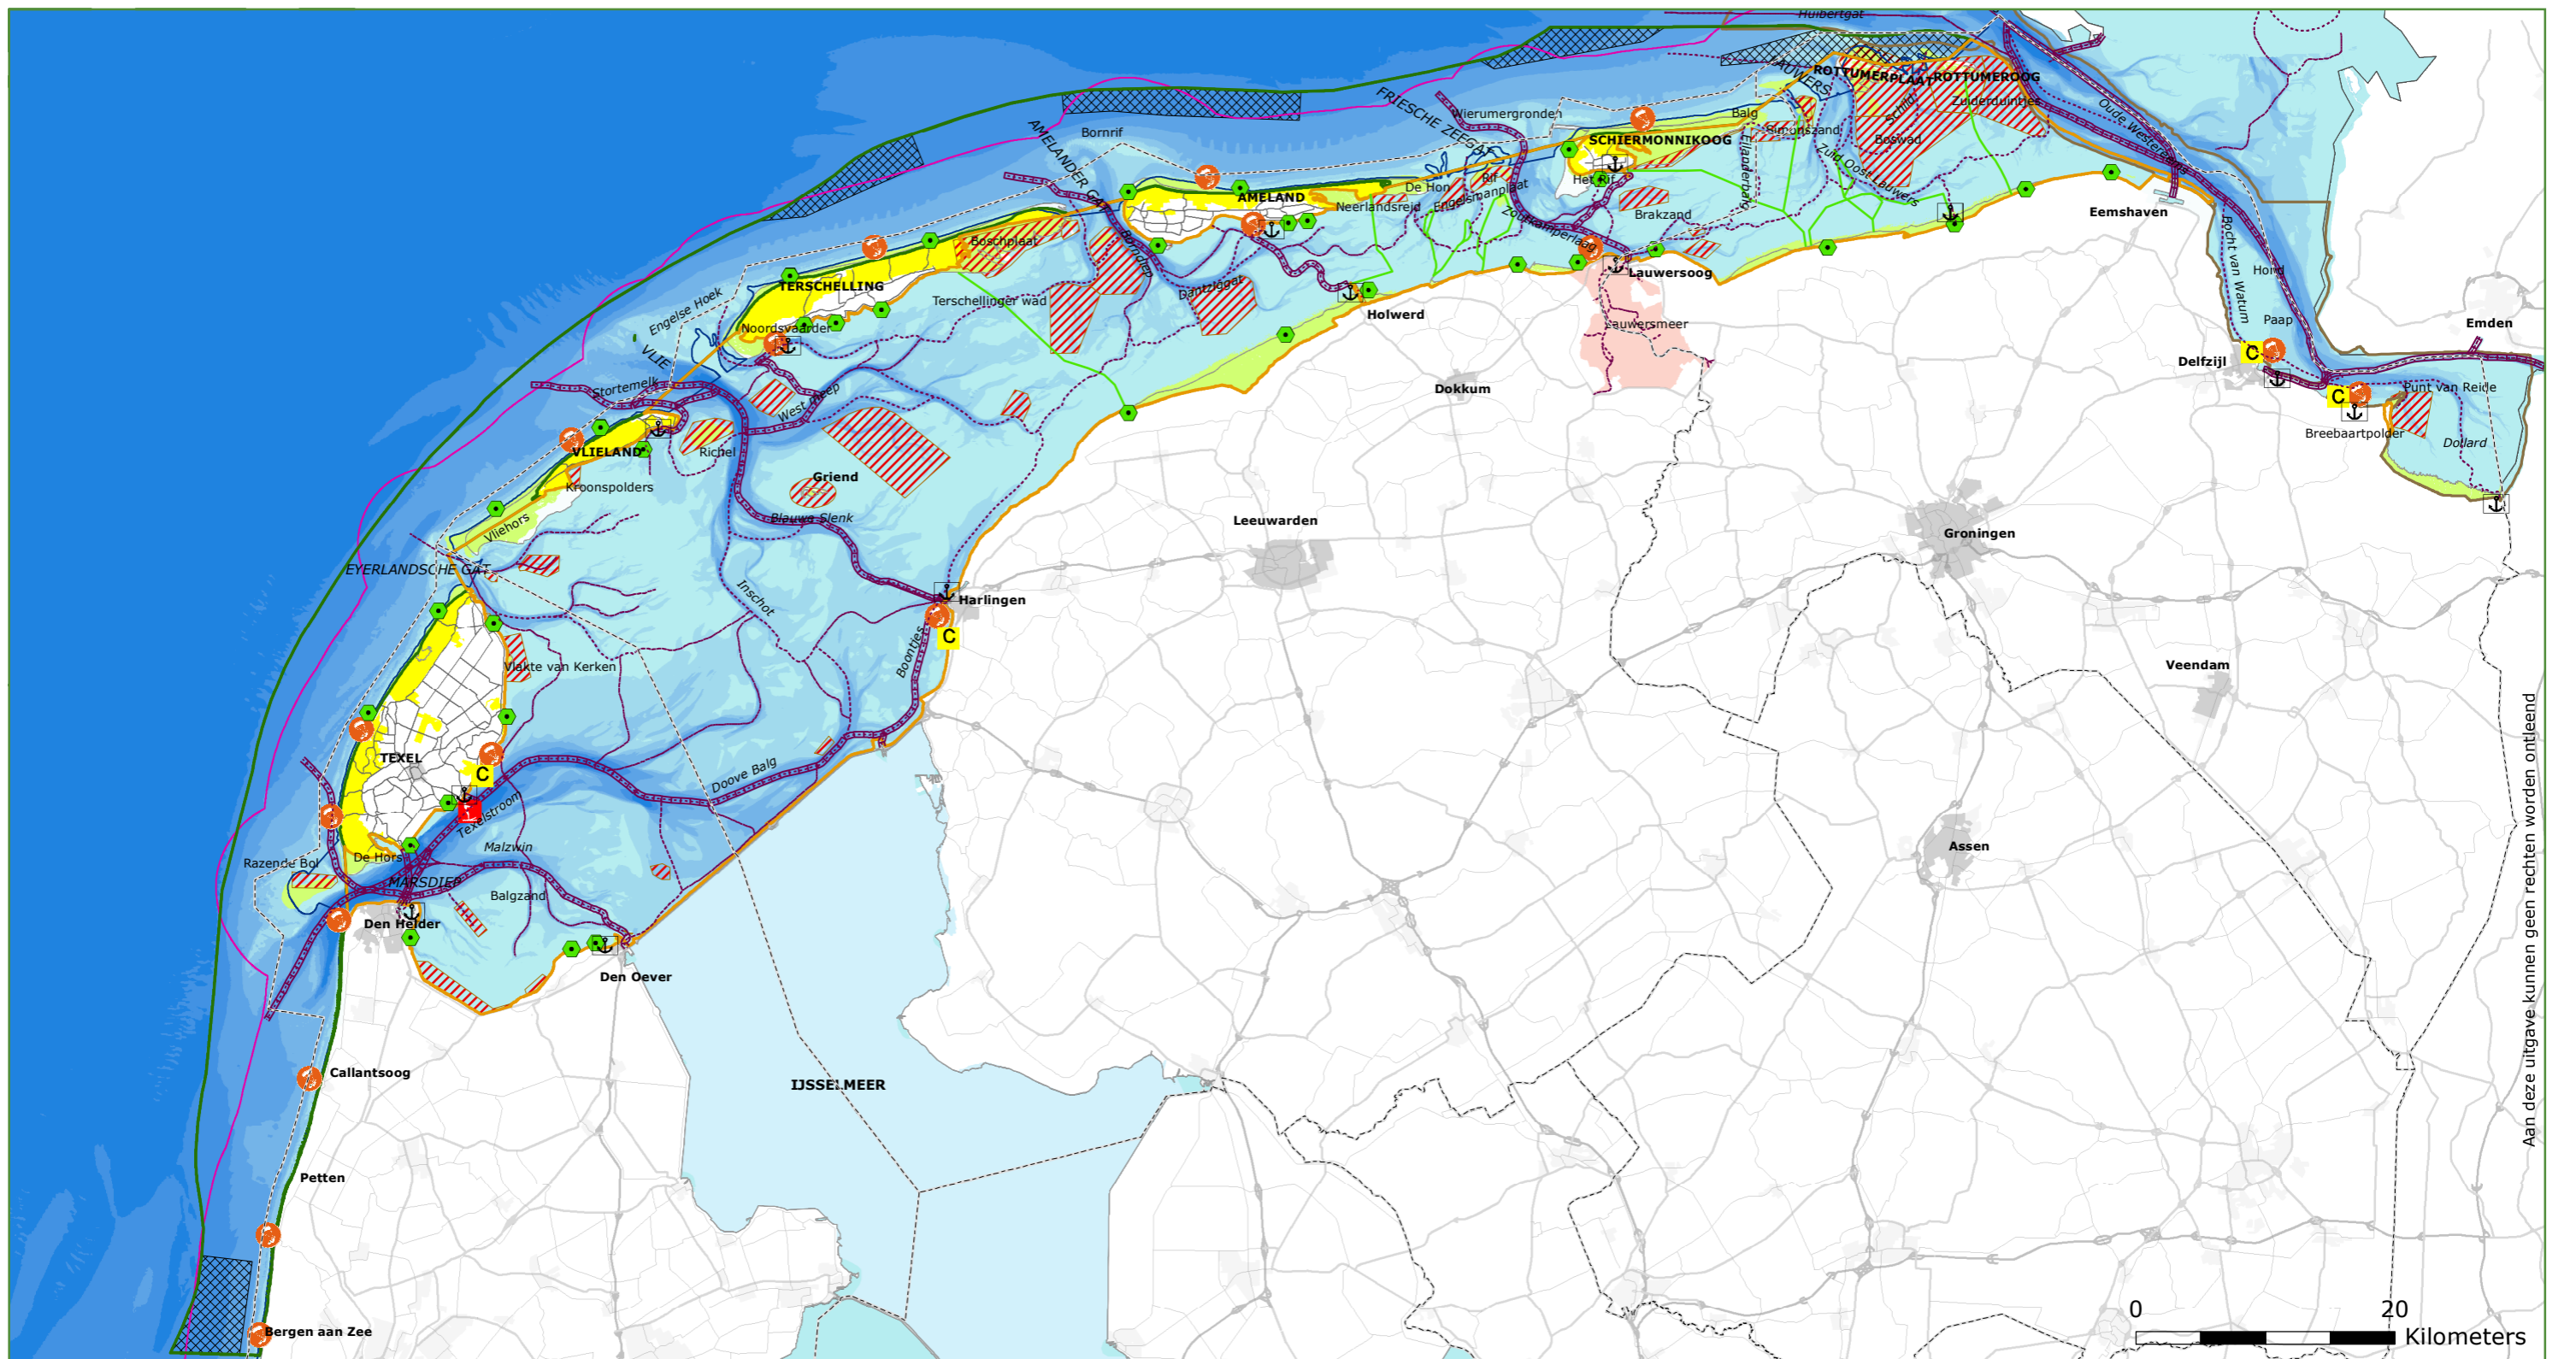 Huibertgat
LAUWERS
ROTTUMERPLAAT
ROTTUMEROOG
Schild
Zuiderduintjes
Oude Westereems
FRIESCHE ZEEGAT
Wierumergronden
Balg
Simonszand
Boswad
AMELANDER GAT
Bornrif
SCHIERMONNIKOOG
Eilanderbalg
Zuid Oost Lauwers
Het Rif
Rif
De Hon
Engelsmanplaat
AMELAND
Neerlandsreid
Brakzand
Zoutkamperlaag
Eemshaven
Bocht van Watum
Hond
Paap
Boschplaat
Borndiep
Dantziggat
Terschellinger wad
TERSCHELLING
Engelse Hoek
Noordsvaarder
Lauwersoog
Holwerd
Lauwersmeer
Emden
Delfzijl
VLIE
Stortemelk
West Meep
Dokkum
Punt van Reide
Breebaartpolder
Dollard
VLIELAND
Richel
Griend
Kroonspolders
Blauwe Slenk
Vliehors
Leeuwarden
Groningen
EYERLANDSCHE GAT
Inschot
Harlingen
Boontjes
C
C
C
C
Vlakte van Kerken
Veendam
TEXEL
Doove Balg
Texelstroom
Malzwin
Razende Bol
De Hors
MARSDIEP
Balgzand
Assen
Den Helder
Den Oever
Callantsoog
IJSSELMEER
Petten
Bergen aan Zee
0
20
Kilometers
Aan deze uitgave kunnen geen rechten worden ontleend